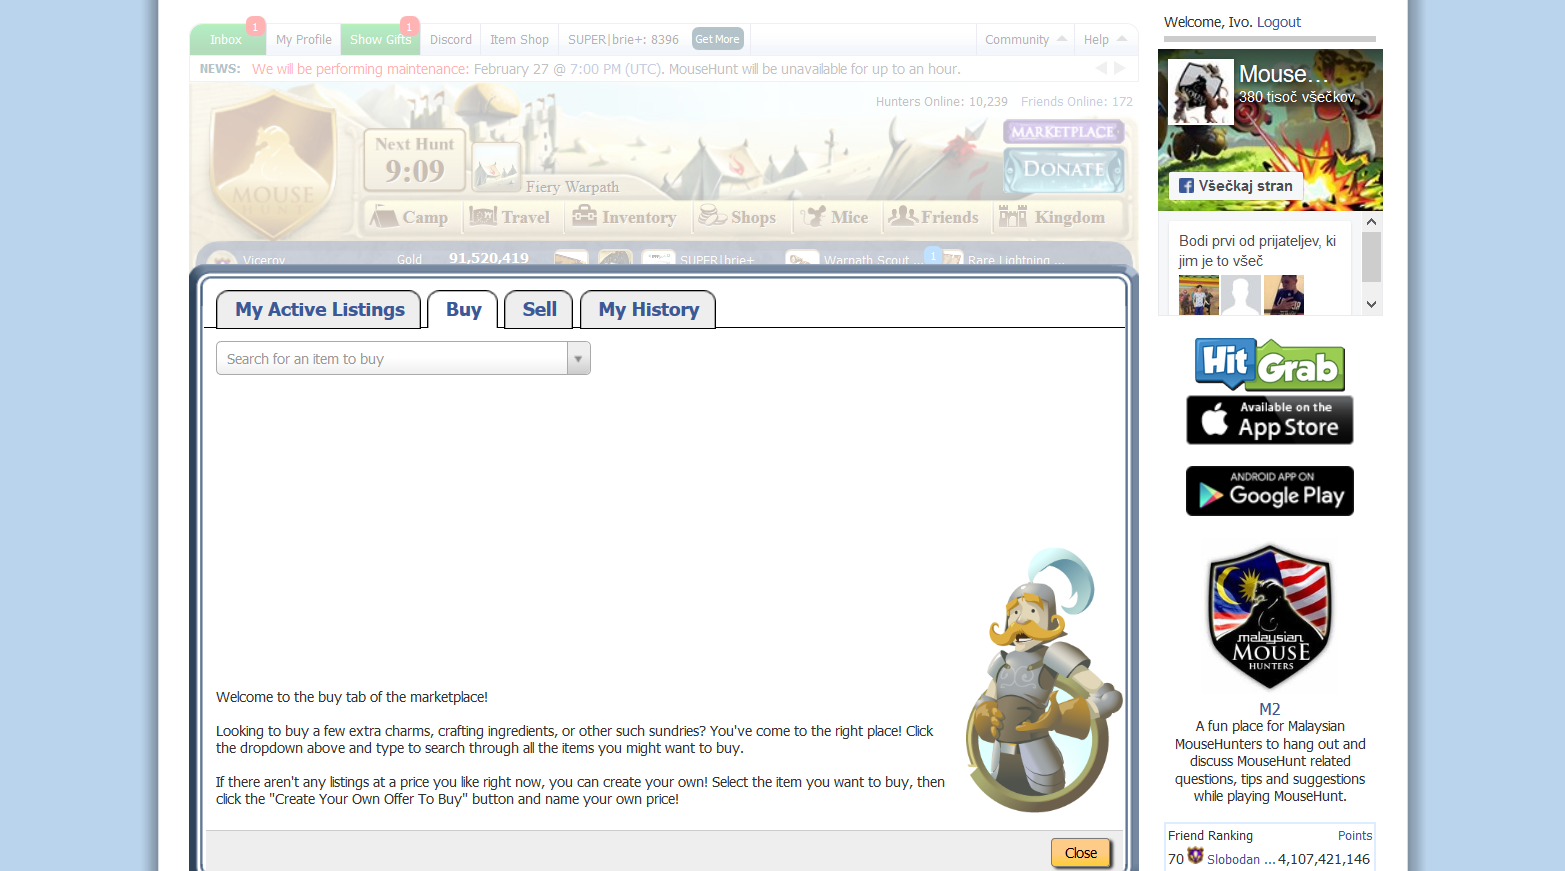 Inbox 1
My Profile
Show Gifts 1
Discord
Item Shop
SUPER|brie+: 8396
Get More
Community
Help
NEWS: We will be performing maintenance: February 27 @ 7:00 PM (UTC). MouseHunt will be unavailable for up to an hour.
Hunters Online: 10,239 Friends Online: 172
MARKETPLACE
DONATE
Next Hunt
9:09
Fiery Warpath
MOUSE
HUNT
Camp
Travel
Inventory
Shops
Mice
Friends
Kingdom
Viceroy
Gold 91,520,419
SUPER|brie+
Warpath Scout ...
1
Rare Lightning ...
My Active Listings
Buy
Sell
My History
Search for an item to buy
Welcome to the buy tab of the marketplace!
Looking to buy a few extra charms, crafting ingredients, or other such sundries? You've come to the right place! Click
the dropdown above and type to search through all the items you might want to buy.
If there aren't any listings at a price you like right now, you can create your own! Select the item you want to buy, then
click the "Create Your Own Offer To Buy" button and name your own price!
Close
Welcome, Ivo. Logout
Mouse...
380 tisoč všečkov
Všečkaj stran
Bodi prvi od prijateljev, ki
jim je to všeč
Hit Grab
Available on the
App Store
ANDROID APP ON
Google Play
malaysian
MOUSE
HUNTERS
M2
A fun place for Malaysian
MouseHunters to hang out and
discuss MouseHunt related
questions, tips and suggestions
while playing MouseHunt.
Friend Ranking Points
70 Slobodan ... 4,107,421,146